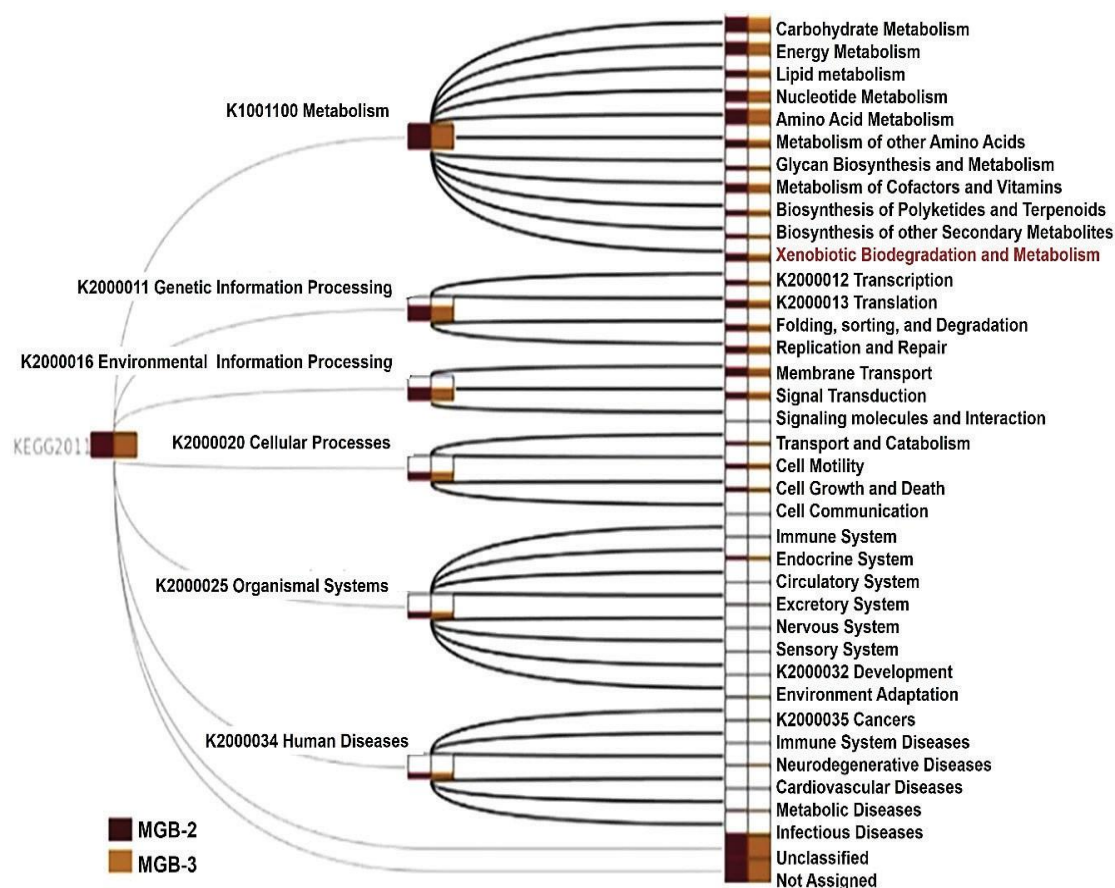 KEGG2011
K1001100 Metabolism
K2000011 Genetic Information Processing
K2000016 Environmental Information Processing
K2000020 Cellular Processes
K2000025 Organismal Systems
K2000034 Human Diseases
Carbohydrate Metabolism
Energy Metabolism
Lipid metabolism
Nucleotide Metabolism
Amino Acid Metabolism
Metabolism of other Amino Acids
Glycan Biosynthesis and Metabolism
Metabolism of Cofactors and Vitamins
Biosynthesis of Polyketides and Terpenoids
Biosynthesis of other Secondary Metabolites
Xenobiotic Biodegradation and Metabolism
K2000012 Transcription
K2000013 Translation
Folding, sorting, and Degradation
Replication and Repair
Membrane Transport
Signal Transduction
Signaling molecules and Interaction
Transport and Catabolism
Cell Motility
Cell Growth and Death
Cell Communication
Immune System
Endocrine System
Circulatory System
Excretory System
Nervous System
Sensory System
K2000032 Development
Environment Adaptation
K2000035 Cancers
Immune System Diseases
Neurodegenerative Diseases
Cardiovascular Diseases
Metabolic Diseases
Infectious Diseases
Unclassified
Not Assigned
MGB-2
MGB-3